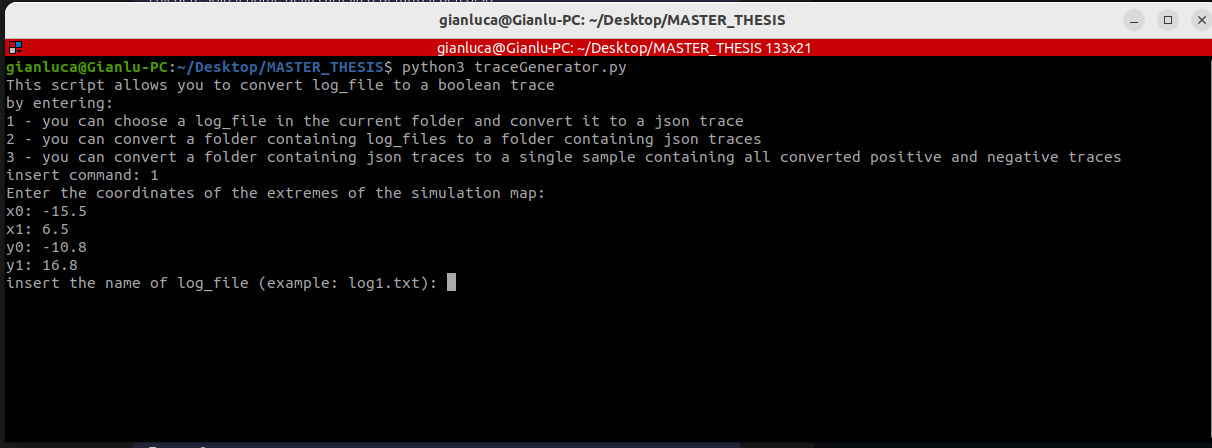 gianluca@Gianlu-PC: ~/Desktop/MASTER_THESIS
gianluca@Gianlu-PC: ~/Desktop/MASTER_THESIS 133x21
gianluca@Gianlu-PC:~/Desktop/MASTER_THESIS$ python3 traceGenerator.py
This script allows you to convert log_file to a boolean trace
by entering:
1 - you can choose a log_file in the current folder and convert it to a json trace
2 - you can convert a folder containing log_files to a folder containing json traces
3 - you can convert a folder containing json traces to a single sample containing all converted positive and negative traces
insert command: 1
Enter the coordinates of the extremes of the simulation map:
x0: -15.5
x1: 6.5
y0: -10.8
y1: 16.8
insert the name of log_file (example: log1.txt):